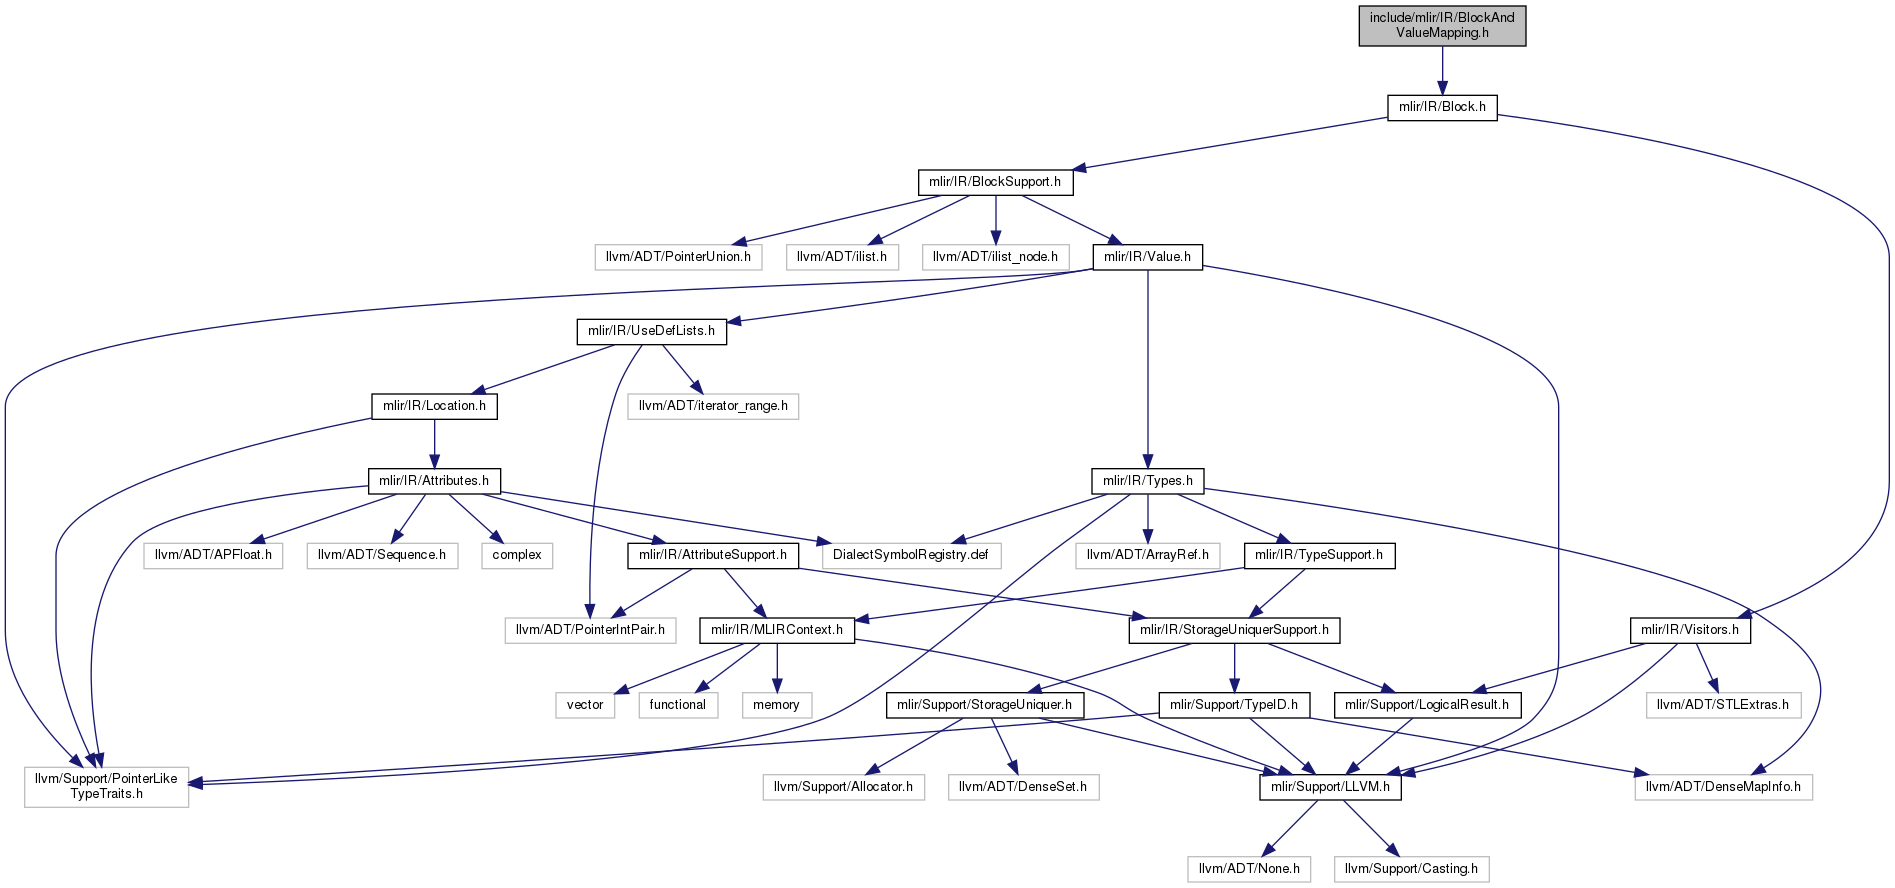 include/mlir/IR/BlockAnd
ValueMapping.h
mlir/IR/Block.h
mlir/IR/BlockSupport.h
llvm/ADT/PointerUnion.h
llvm/ADT/ilist.h
llvm/ADT/ilist_node.h
mlir/IR/Value.h
mlir/IR/UseDefLists.h
mlir/IR/Location.h
llvm/ADT/iterator_range.h
mlir/IR/Attributes.h
mlir/IR/Types.h
llvm/ADT/APFloat.h
llvm/ADT/Sequence.h
complex
mlir/IR/AttributeSupport.h
DialectSymbolRegistry.def
llvm/ADT/ArrayRef.h
mlir/IR/TypeSupport.h
llvm/ADT/PointerIntPair.h
mlir/IR/MLIRContext.h
mlir/IR/StorageUniquerSupport.h
mlir/IR/Visitors.h
vector
functional
memory
mlir/Support/StorageUniquer.h
mlir/Support/TypeID.h
mlir/Support/LogicalResult.h
llvm/ADT/STLExtras.h
llvm/Support/PointerLike
TypeTraits.h
llvm/Support/Allocator.h
llvm/ADT/DenseSet.h
mlir/Support/LLVM.h
llvm/ADT/DenseMapInfo.h
llvm/ADT/None.h
llvm/Support/Casting.h